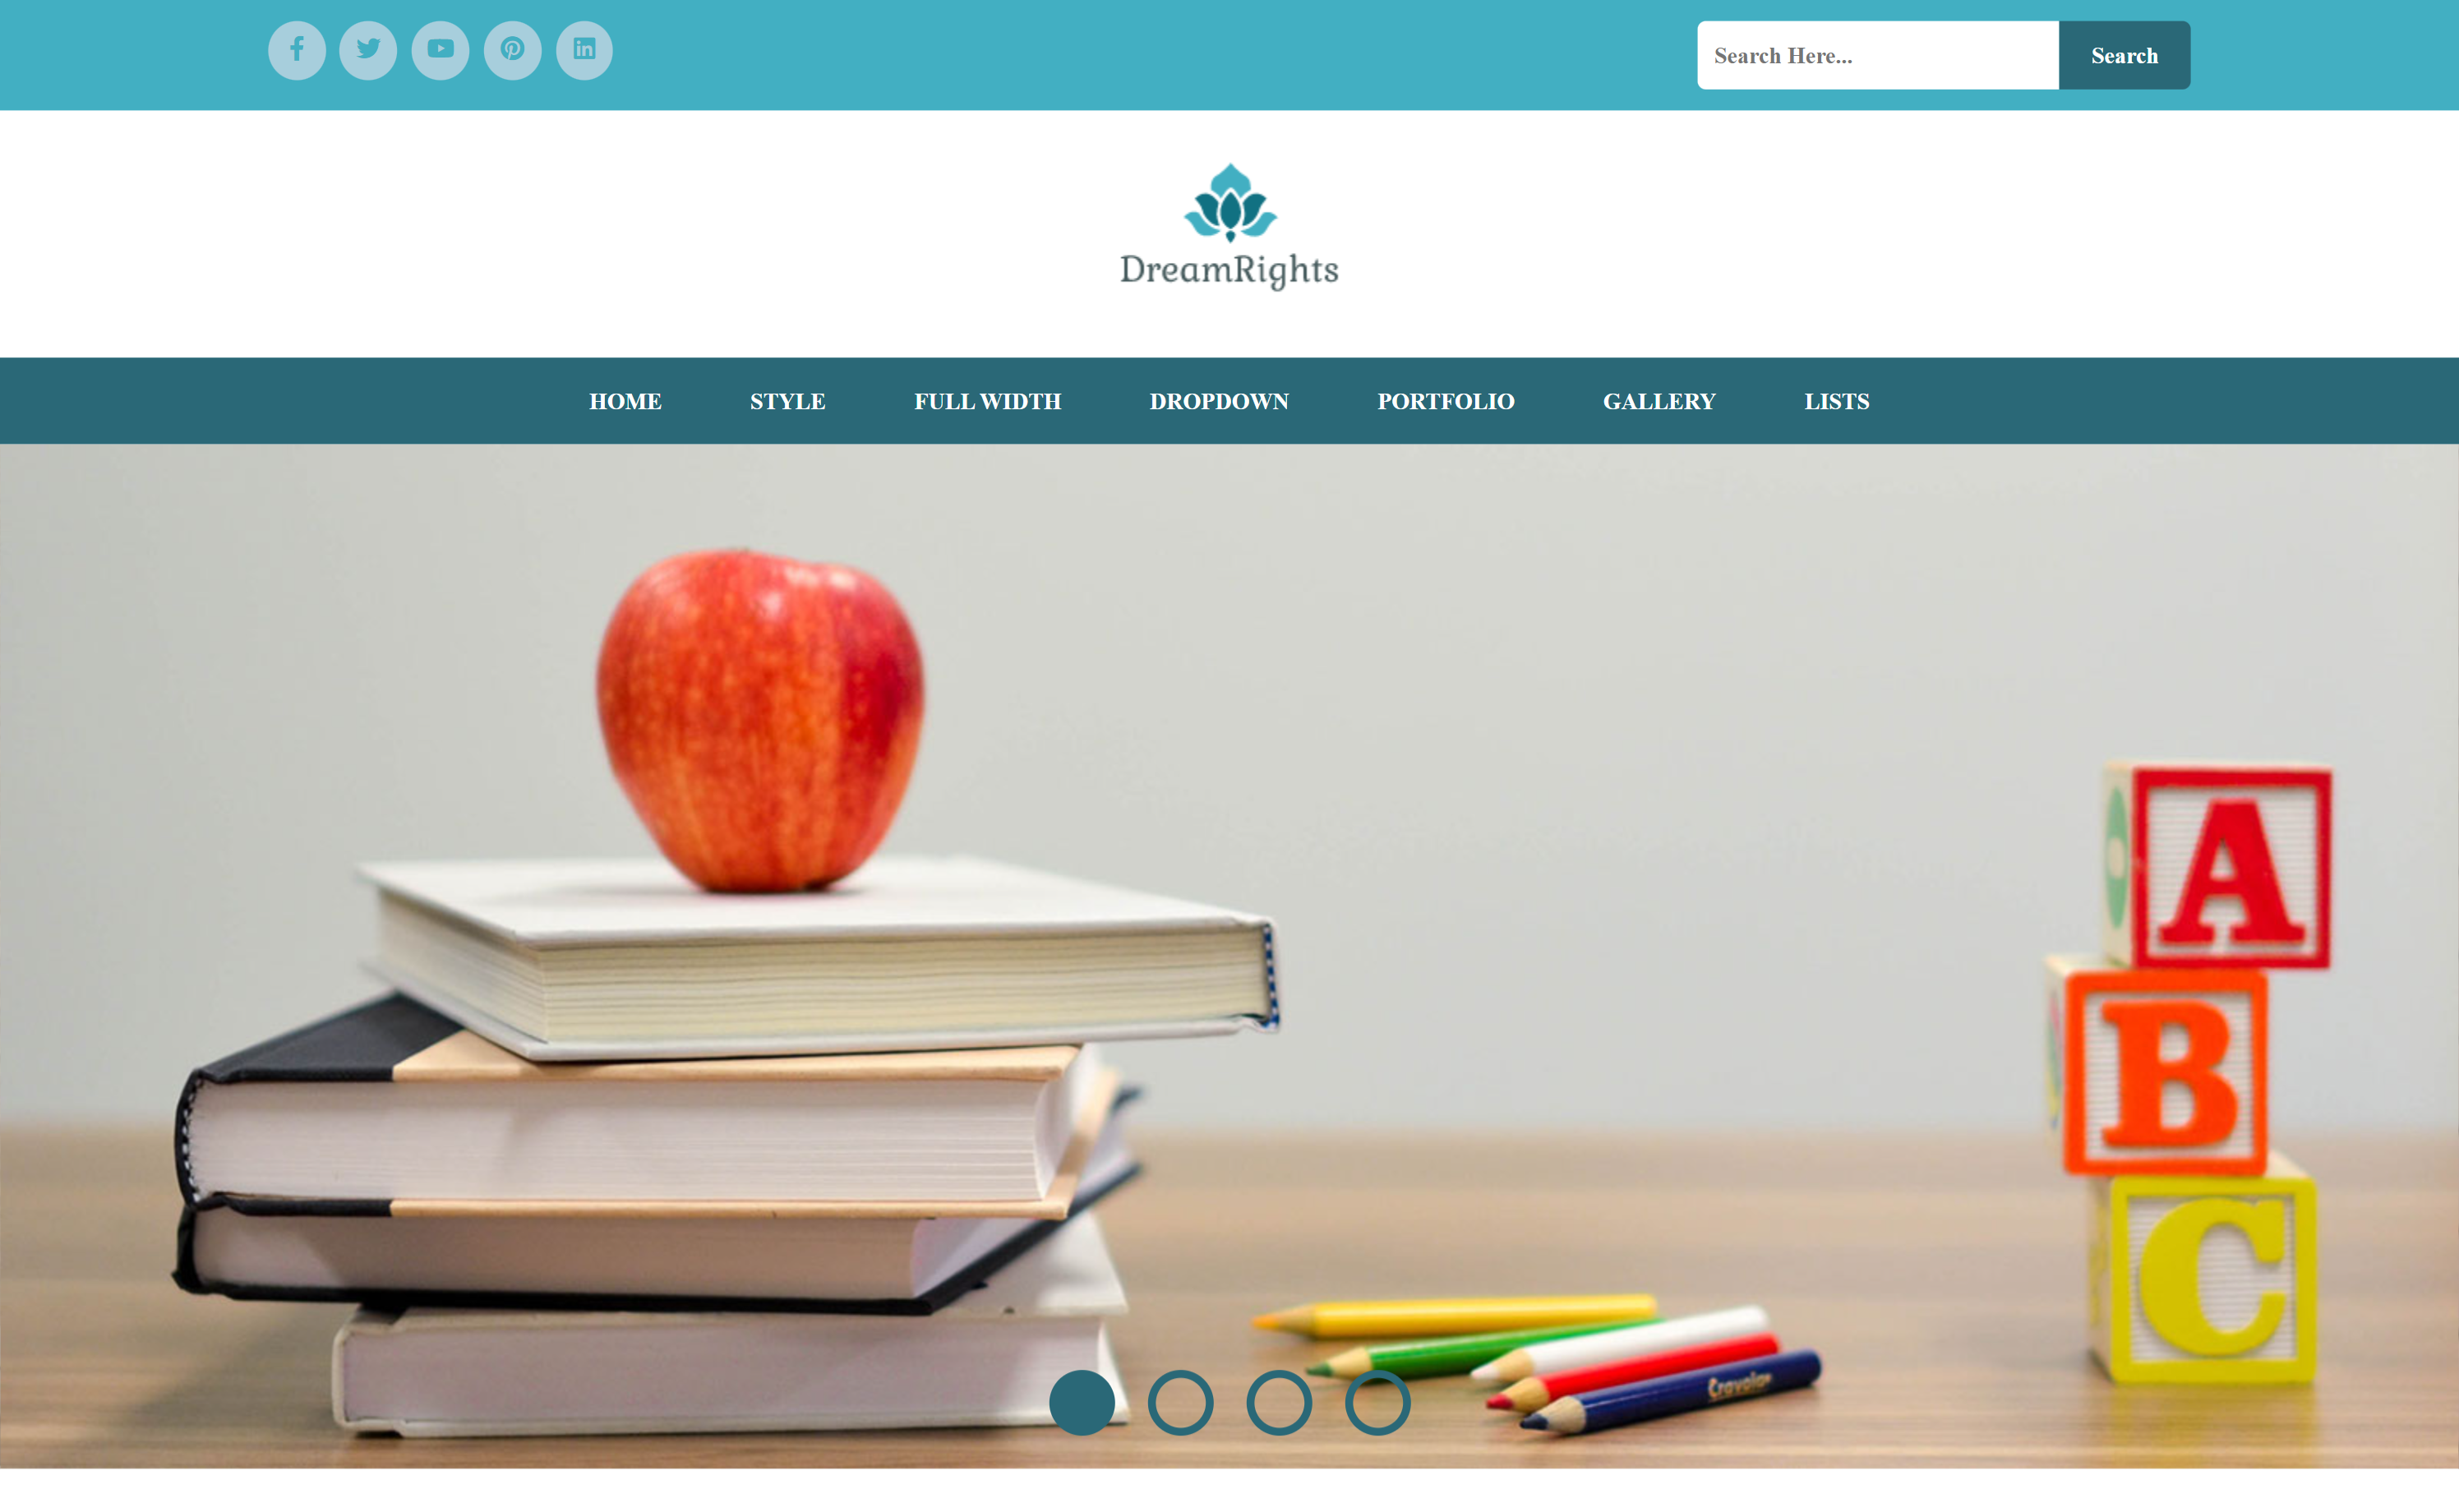 Search Here...
Search
DreamRights
HOME
STYLE
FULL WIDTH
DROPDOWN
PORTFOLIO
GALLERY
LISTS
A
B
C
Crayola